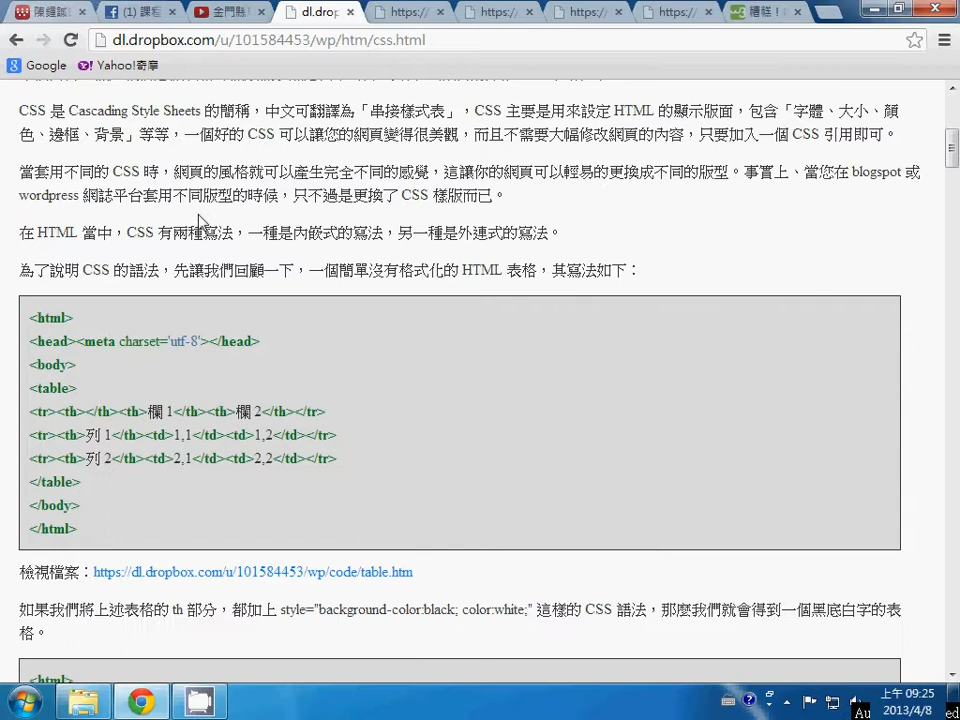 陳鍾誠
(1) 課程
金門縣
dl.drop
https:/
https:/
https:/
https:/
糟糕！
dl.dropbox.com/u/101584453/wp/htm/css.html
Google Yahoo!奇摩
CSS 是 Cascading Style Sheets 的簡稱，中文可翻譯為「串接樣式表」，CSS 主要是用來設定 HTML 的顯示版面，包含「字體、大小、顏
色、邊框、背景」等等，一個好的 CSS 可以讓您的網頁變得很美觀，而且不需要大幅修改網頁的內容，只要加入一個 CSS 引用即可。
當套用不同的 CSS 時，網頁的風格就可以產生完全不同的感覺，這讓你的網頁可以輕易的更換成不同的版型。事實上、當您在 blogspot 或
wordpress 網誌平台套用不同版型的時候，只不過是更換了 CSS 樣版而已。
在 HTML 當中，CSS 有兩種寫法，一種是內嵌式的寫法，另一種是外連式的寫法。
為了說明 CSS 的語法，先讓我們回顧一下，一個簡單沒有格式化的 HTML 表格，其寫法如下：
<html>
<head><meta charset='utf-8'></head>
<body>
<table>
<tr><th></th><th>欄 1</th><th>欄 2</th></tr>
<tr><th>列 1</th><td>1,1</td><td>1,2</td></tr>
<tr><th>列 2</th><td>2,1</td><td>2,2</td></tr>
</table>
</body>
</html>
檢視檔案：https://dl.dropbox.com/u/101584453/wp/code/table.htm
如果我們將上述表格的 th 部分，都加上 style="background-color:black; color:white;" 這樣的 CSS 語法，那麼我們就會得到一個黑底白字的表
格。
<html>
上午 09:25
2013/4/8